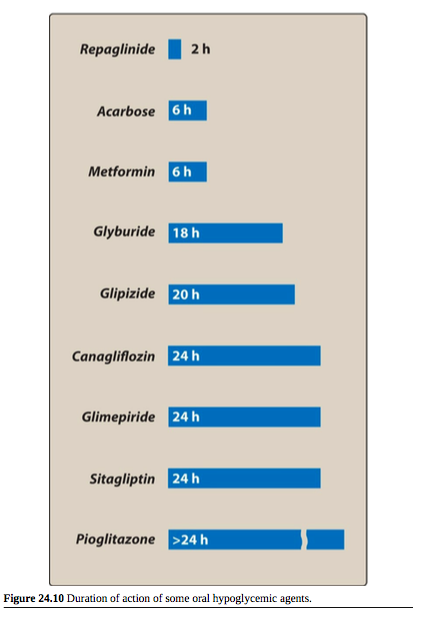 Repaglinide 2 h
Acarbose 6 h
Metformin 6 h
Glyburide 18 h
Glipizide 20 h
Canagliflozin 24 h
Glimepiride 24 h
Sitagliptin 24 h
Pioglitazone >24 h
Figure 24.10 Duration of action of some oral hypoglycemic agents.